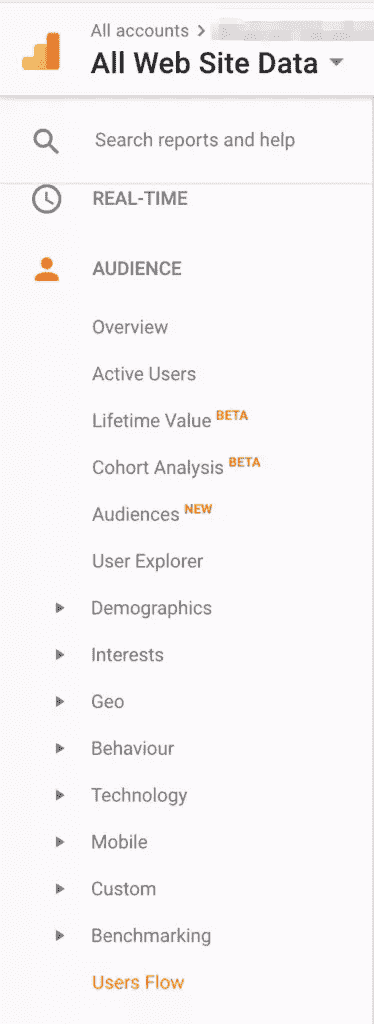 All accounts >
All Web Site Data
Search reports and help
REAL-TIME
AUDIENCE
Overview
Active Users
Lifetime Value BETA
Cohort Analysis BETA
Audiences NEW
User Explorer
Demographics
Interests
Geo
Behaviour
Technology
Mobile
Custom
Benchmarking
Users Flow